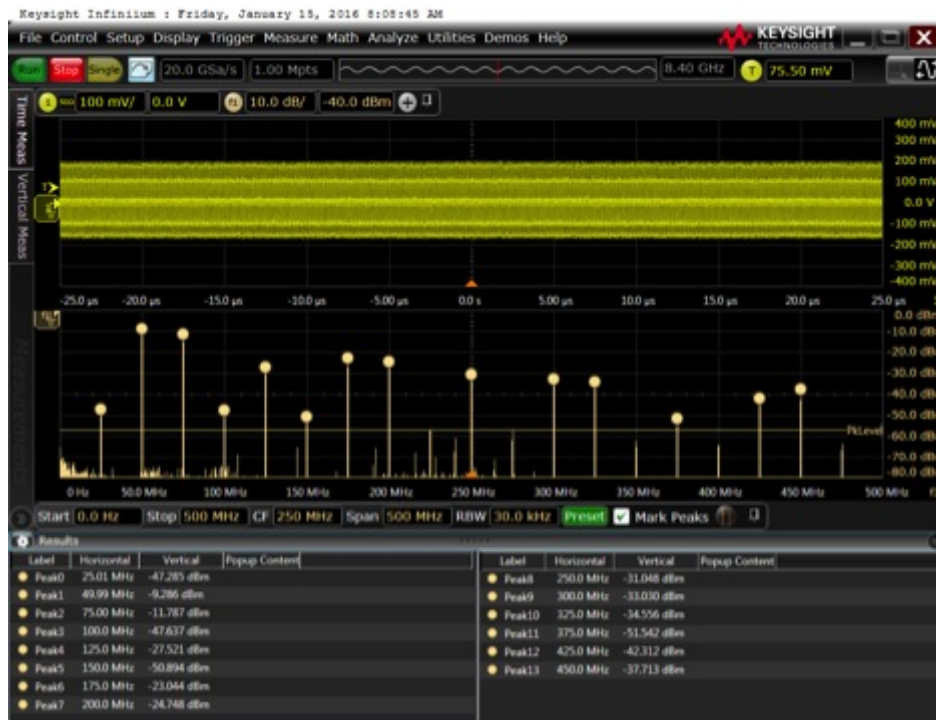 Keysight Infiniium : Friday, January 15, 2016 8:08:45 AM
File Control Setup Display Trigger Measure Math Analyze Utilities Demos Help
KEYSIGHT
TECHNOLOGIES
Run Stop Single 20.0 GSa/s 1.00 Mpts 8.40 GHz T 75.50 mV
1 100 mV/ 0.0 V f1 10.0 dB/ -40.0 dBm
Time Meas
Vertical Meas
Measurements
400 mV
300 mV
200 mV
100 mV
0.0 V
-100 mV
-200 mV
-300 mV
-400 mV
T
-25.0 µs -20.0 µs -15.0 µs -10.0 µs -5.00 µs 0.0 s 5.00 µs 10.0 µs 15.0 µs 20.0 µs 25.0 µs
0.0 dBm
-10.0 dB
-20.0 dB
-30.0 dB
-40.0 dB
-50.0 dB
PkLevel -60.0 dB
-70.0 dB
-80.0 dB
0 Hz 50.0 MHz 100 MHz 150 MHz 200 MHz 250 MHz 300 MHz 350 MHz 400 MHz 450 MHz 500 MHz
Start 0.0 Hz Stop 500 MHz CF 250 MHz Span 500 MHz RBW 30.0 kHz Preset Mark Peaks
Results
Label Horizontal Vertical Popup Content
Peak0 25.01 MHz -47.285 dBm
Peak1 49.99 MHz -9.286 dBm
Peak2 75.00 MHz -11.787 dBm
Peak3 100.0 MHz -47.637 dBm
Peak4 125.0 MHz -27.521 dBm
Peak5 150.0 MHz -50.894 dBm
Peak6 175.0 MHz -23.044 dBm
Peak7 200.0 MHz -24.748 dBm
Label Horizontal Vertical Popup Content
Peak8 250.0 MHz -31.048 dBm
Peak9 300.0 MHz -33.030 dBm
Peak10 325.0 MHz -34.556 dBm
Peak11 375.0 MHz -51.542 dBm
Peak12 425.0 MHz -42.312 dBm
Peak13 450.0 MHz -37.713 dBm